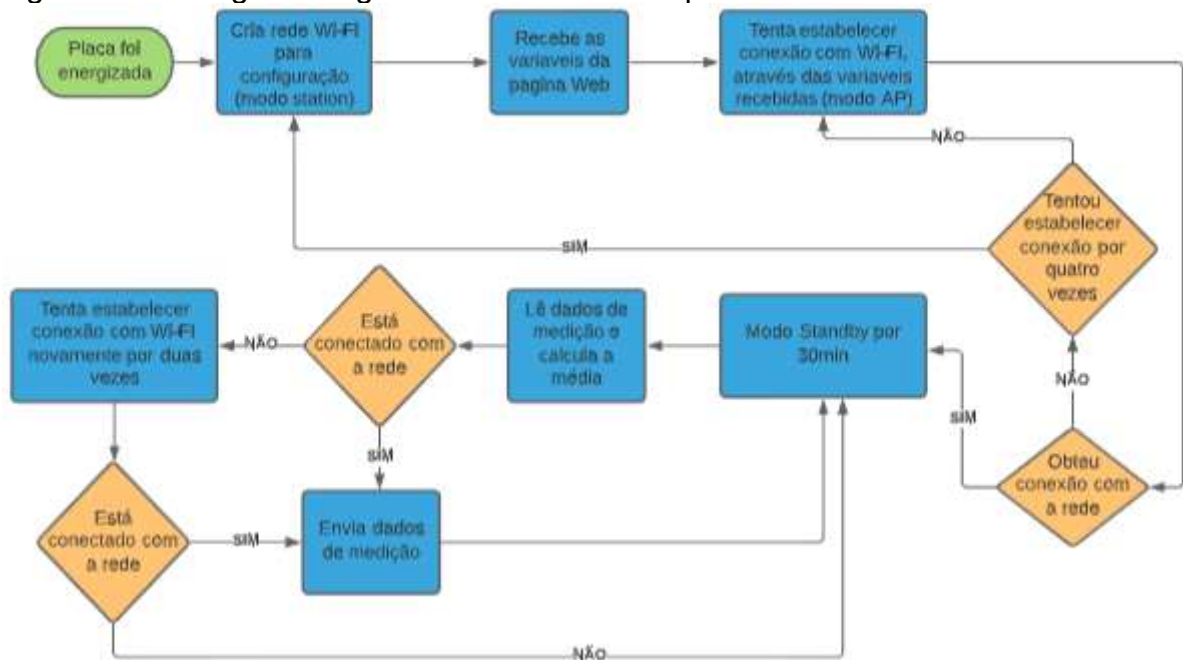 Placa foi
energizada
Cria rede WI-FI
para
configuração
(modo station)
Recebe as
variaveis da
pagina Web
Tenta estabelecer
conexão com WI-FI,
através das variaveis
recebidas (modo AP)
NÃO
Tentou
estabelecer
conexão por
quatro
vezes
SIM
Tenta estabelecer
conexão com WI-FI
novamente por duas
vezes
NÃO
Está
conectado com
a rede
Lê dados de
medição e
calcula a
média
Modo Standby por
30min
NÃO
SIM
SIM
Obteu
conexão com
a rede
Está
conectado com
a rede
SIM
Envia dados
de medição
NÃO